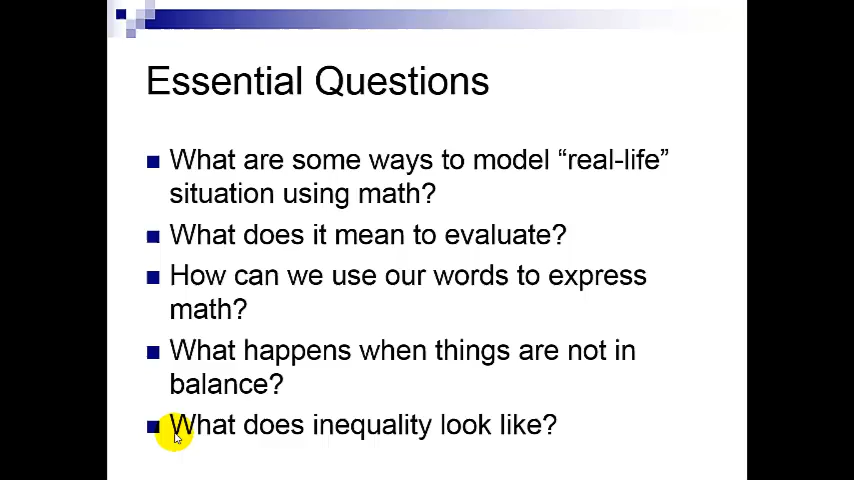 Essential Questions
What are some ways to model “real-life”
situation using math?
What does it mean to evaluate?
How can we use our words to express
math?
What happens when things are not in
balance?
What does inequality look like?